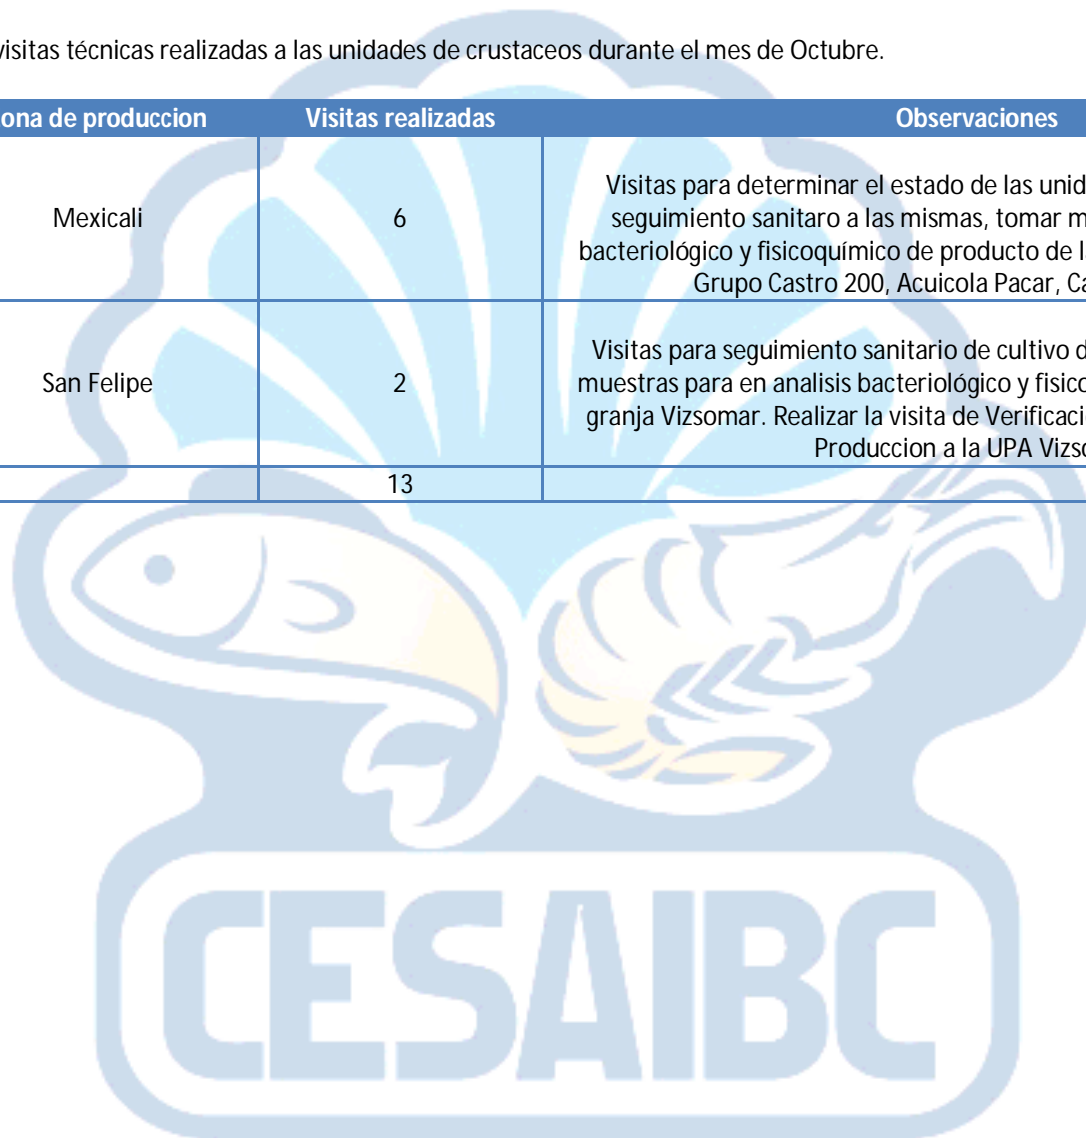 visitas técnicas realizadas a las unidades de crustaceos durante el mes de Octubre.
ona de produccion Visitas realizadas Observaciones
Mexicali 6 Visitas para determinar el estado de las unid
seguimiento sanitaro a las mismas, tomar m
bacteriológico y fisicoquímico de producto de l
Grupo Castro 200, Acuicola Pacar, Ca
San Felipe 2 Visitas para seguimiento sanitario de cultivo d
muestras para en analisis bacteriológico y fisico
granja Vizsomar. Realizar la visita de Verificaci
Produccion a la UPA Vizso
13
CESAIBC